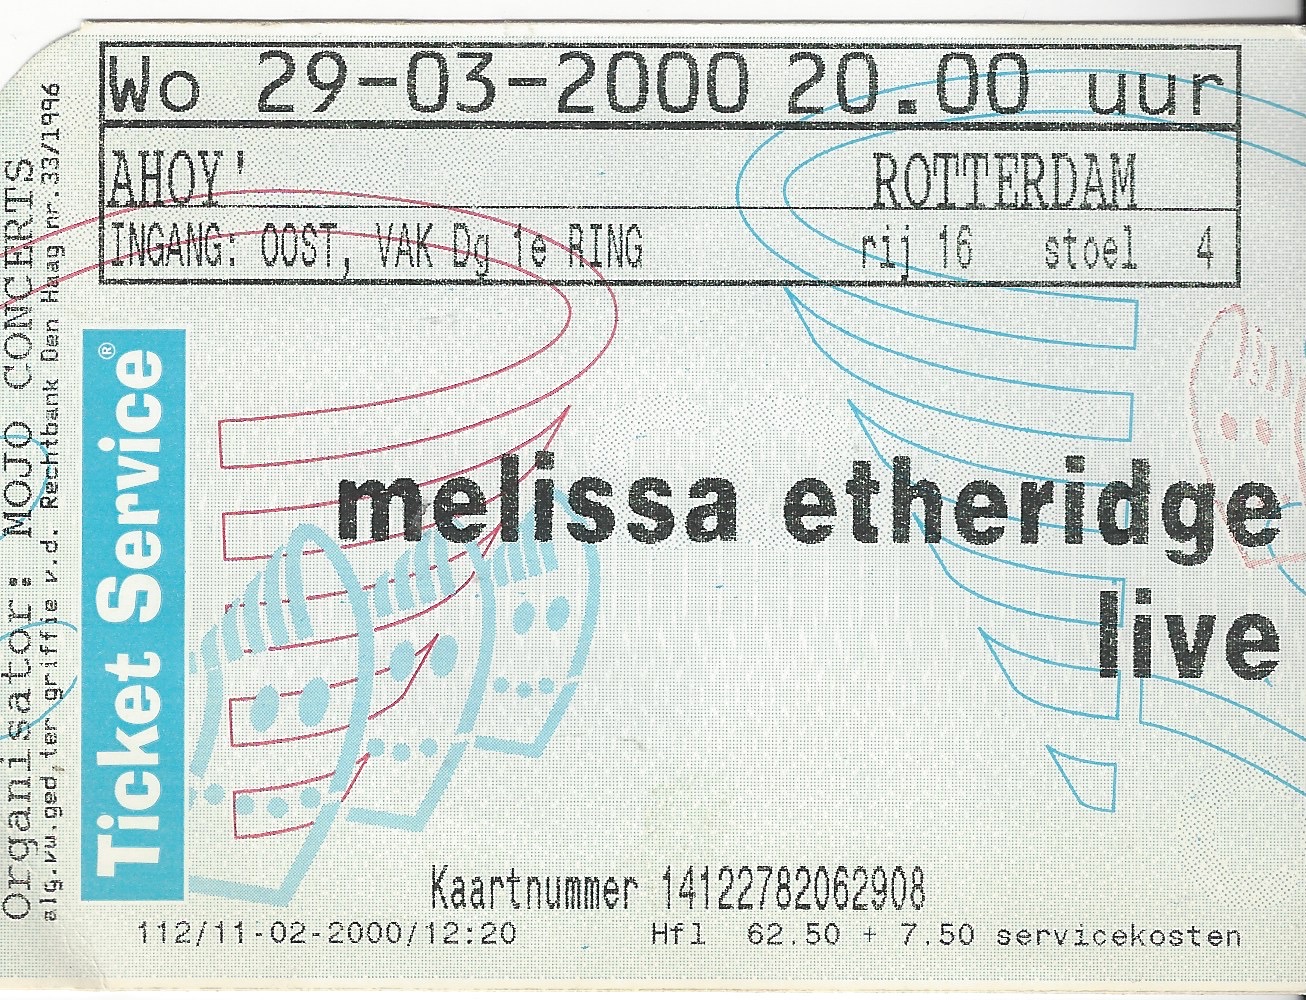 Wo 29-03-2000 20.00 uur
AHOY' ROTTERDAM
INGANG: OOST, VAK Dg 1e RING rij 16 stoel 4
Organisator: MOJO CONCERTS
alg.vw.ged,ter griffie v.d. Rechtbank Den Haag nr.33/1996
Ticket Service®
melissa etheridge
live
Kaartnummer 14122782062908
112/11-02-2000/12:20 Hfl 62.50 + 7.50 servicekosten